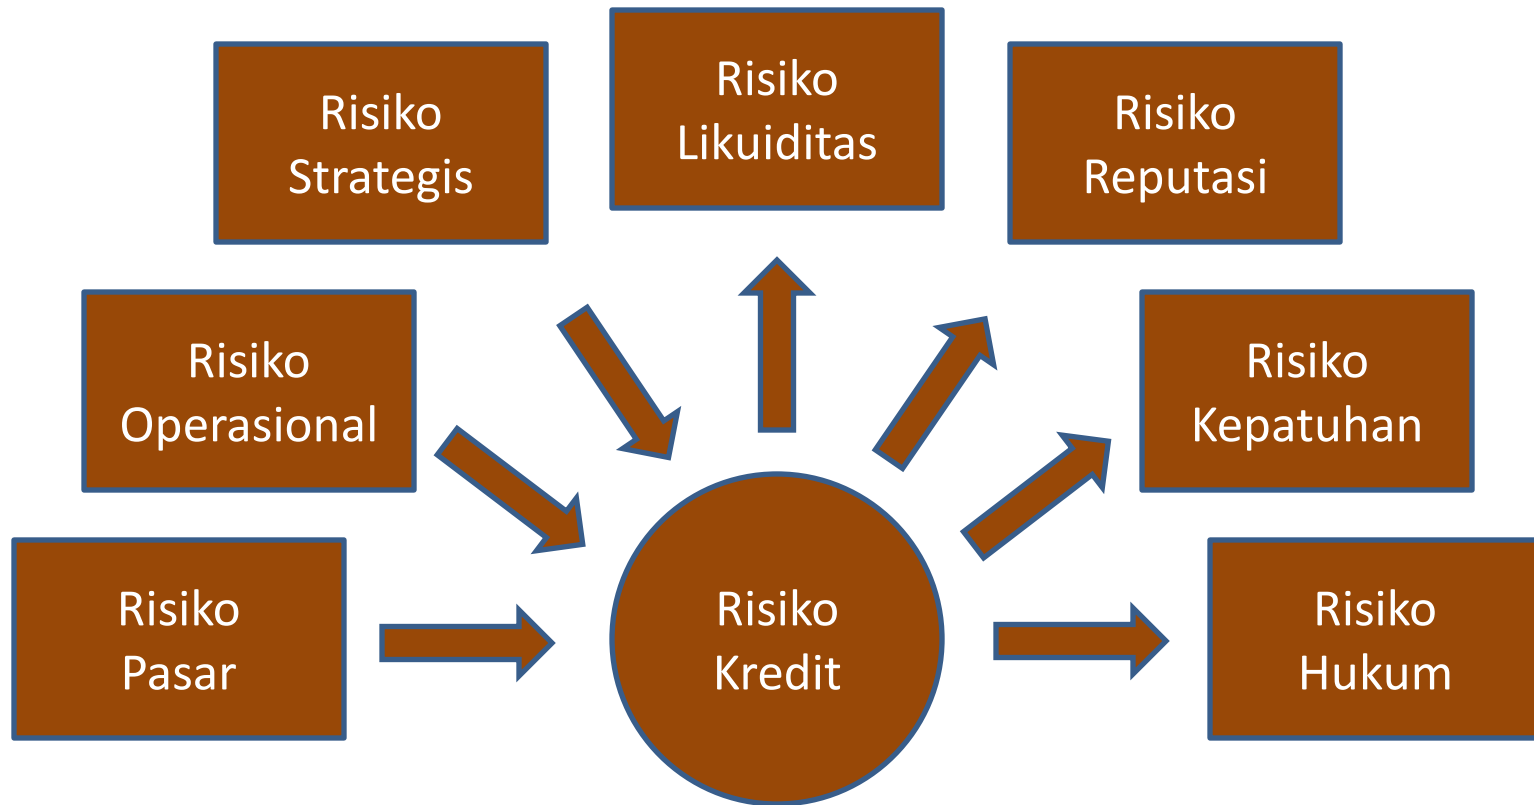 Risiko
Strategis
Risiko
Likuiditas
Risiko
Reputasi
Risiko
Operasional
Risiko
Kepatuhan
Risiko
Pasar
Risiko
Kredit
Risiko
Hukum